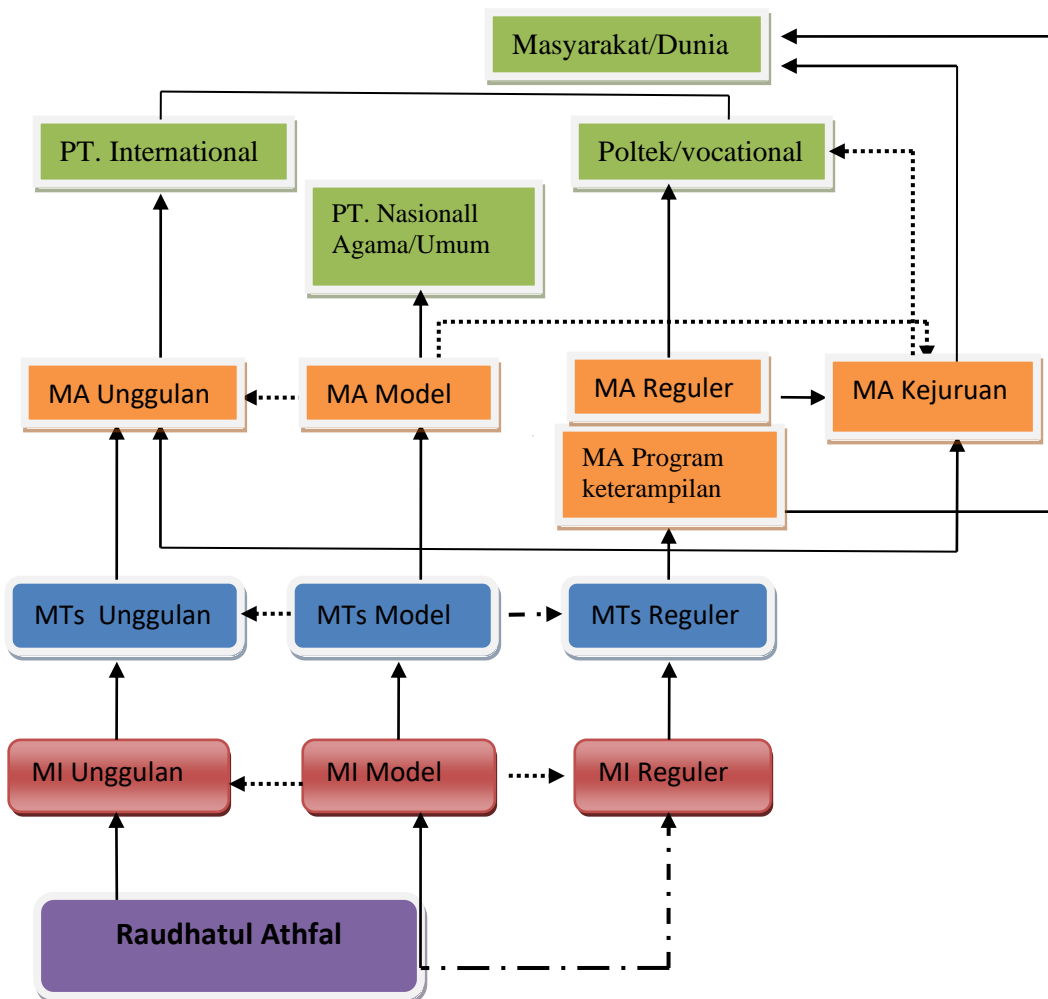 Masyarakat/Dunia
PT. International
Poltek/vocational
PT. Nasionall
Agama/Umum
MA Unggulan
MA Model
MA Reguler
MA Kejuruan
MA Program
keterampilan
MTs  Unggulan
MTs Model
MTs Reguler
MI Unggulan
MI Model
MI Reguler
Raudhatul Athfal